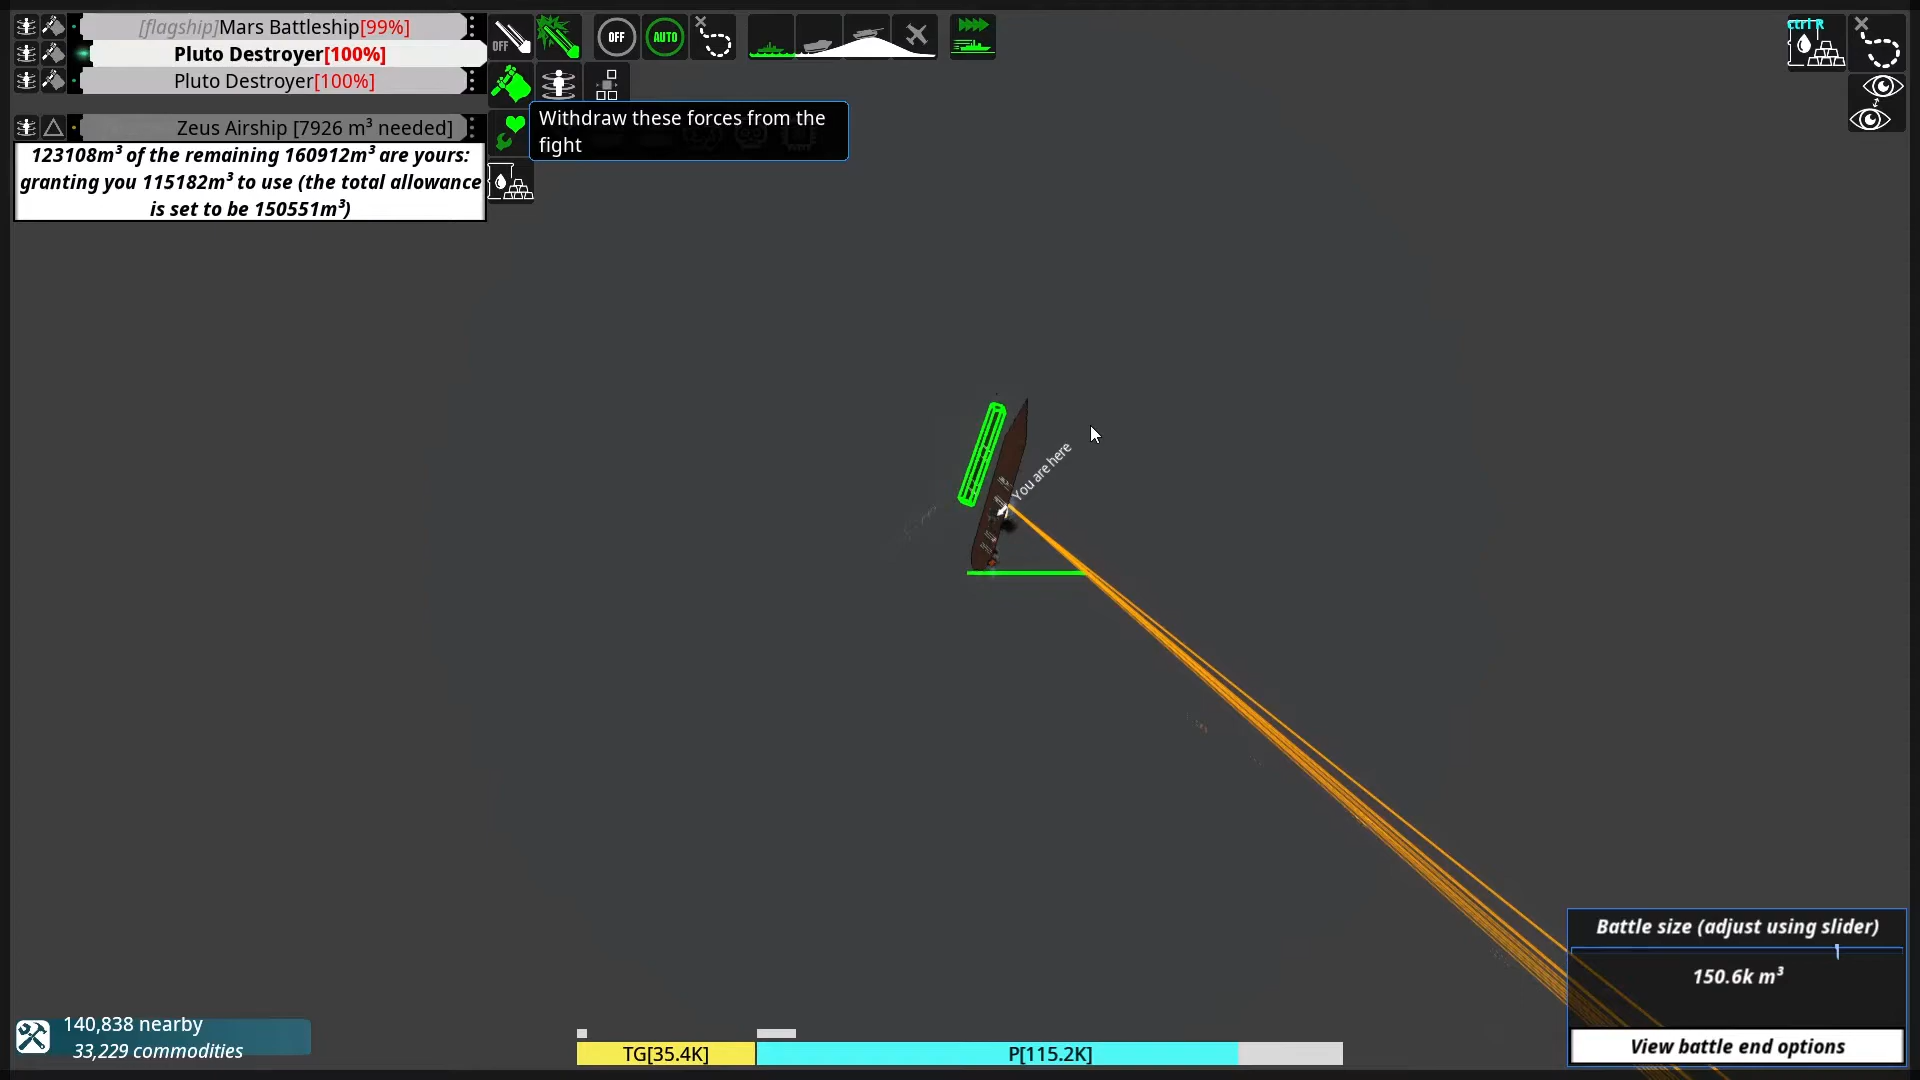 [flagship]Mars Battleship[99%]
Pluto Destroyer[100%]
Pluto Destroyer[100%]
Zeus Airship [7926 m³ needed]
123108m³ of the remaining 160912m³ are yours:
granting you 115182m³ to use (the total allowance
is set to be 150551m³)
OFF
OFF
AUTO
Withdraw these forces from the
fight
ctrl R
You are here
Battle size (adjust using slider)
150.6k m³
View battle end options
140,838 nearby
33,229 commodities
TG[35.4K]
P[115.2K]